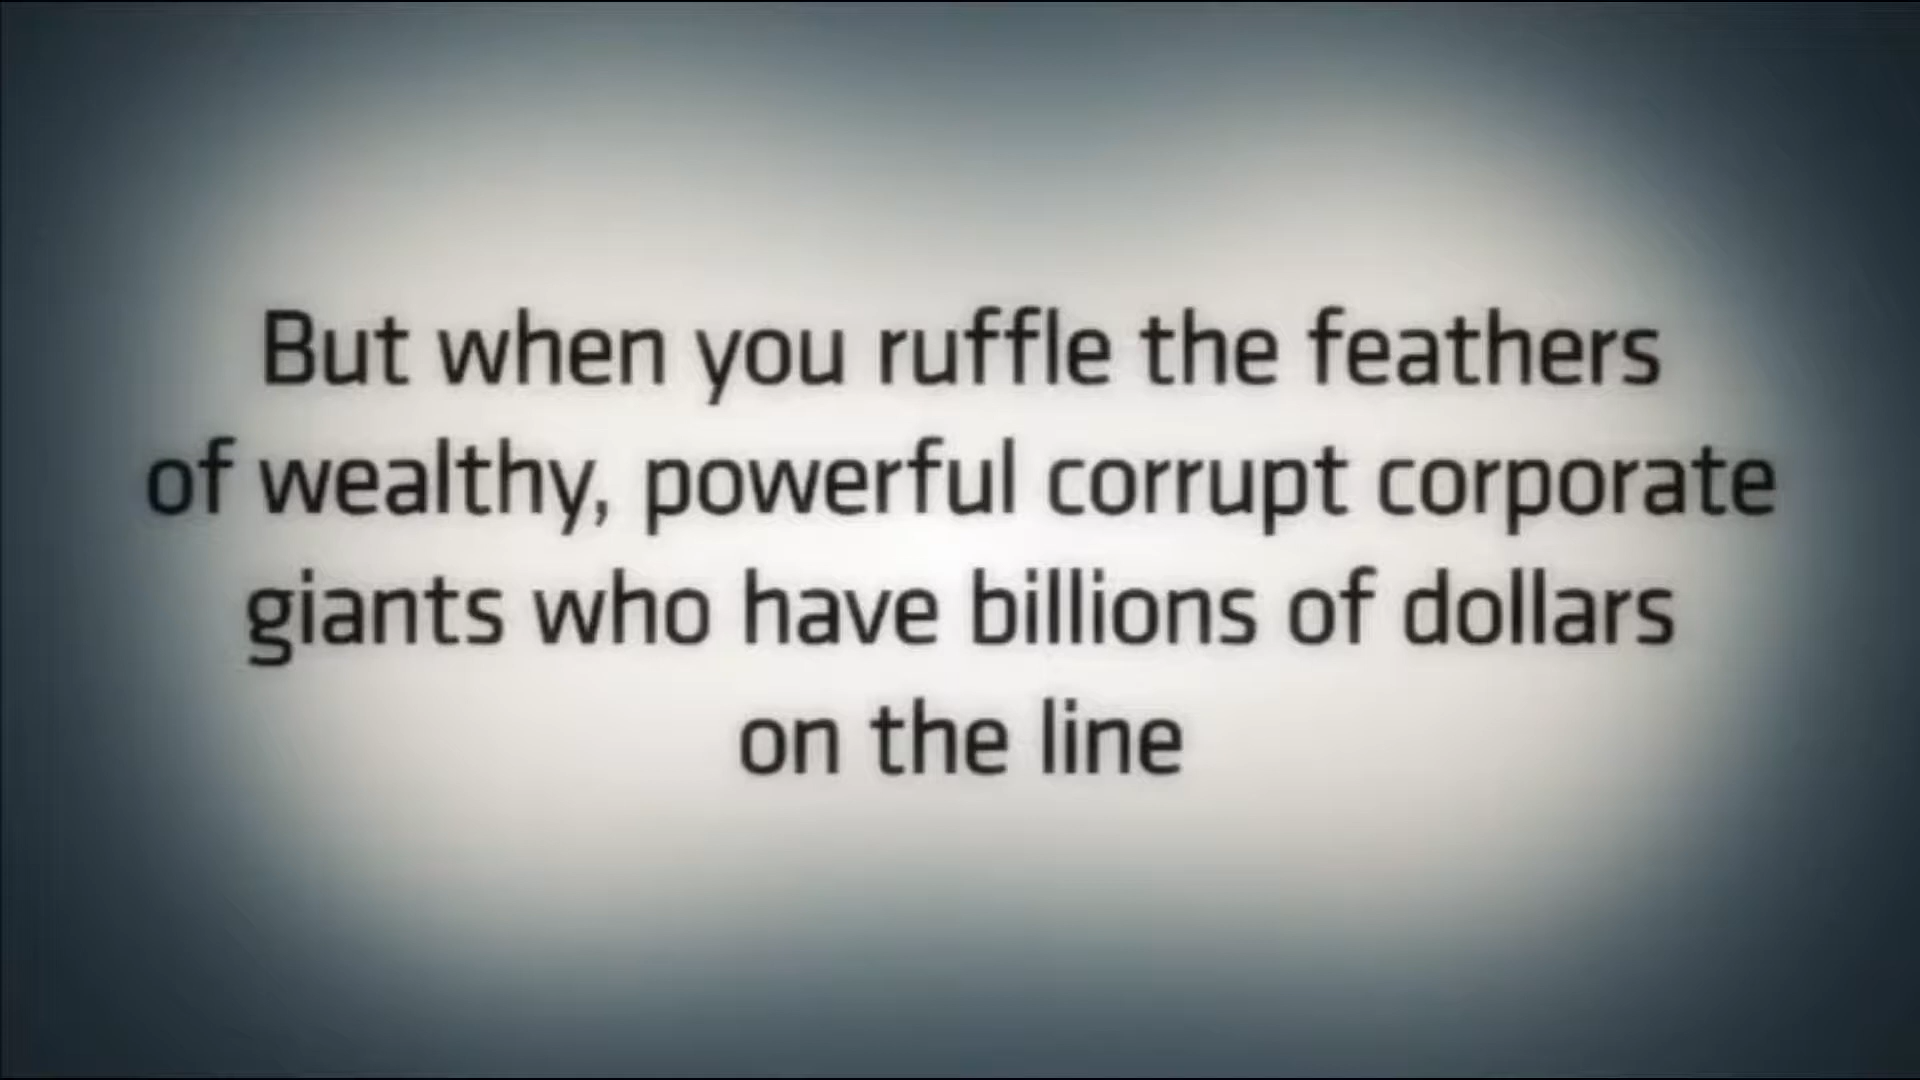 But when you ruffle the feathers
of wealthy, powerful corrupt corporate
giants who have billions of dollars
on the line